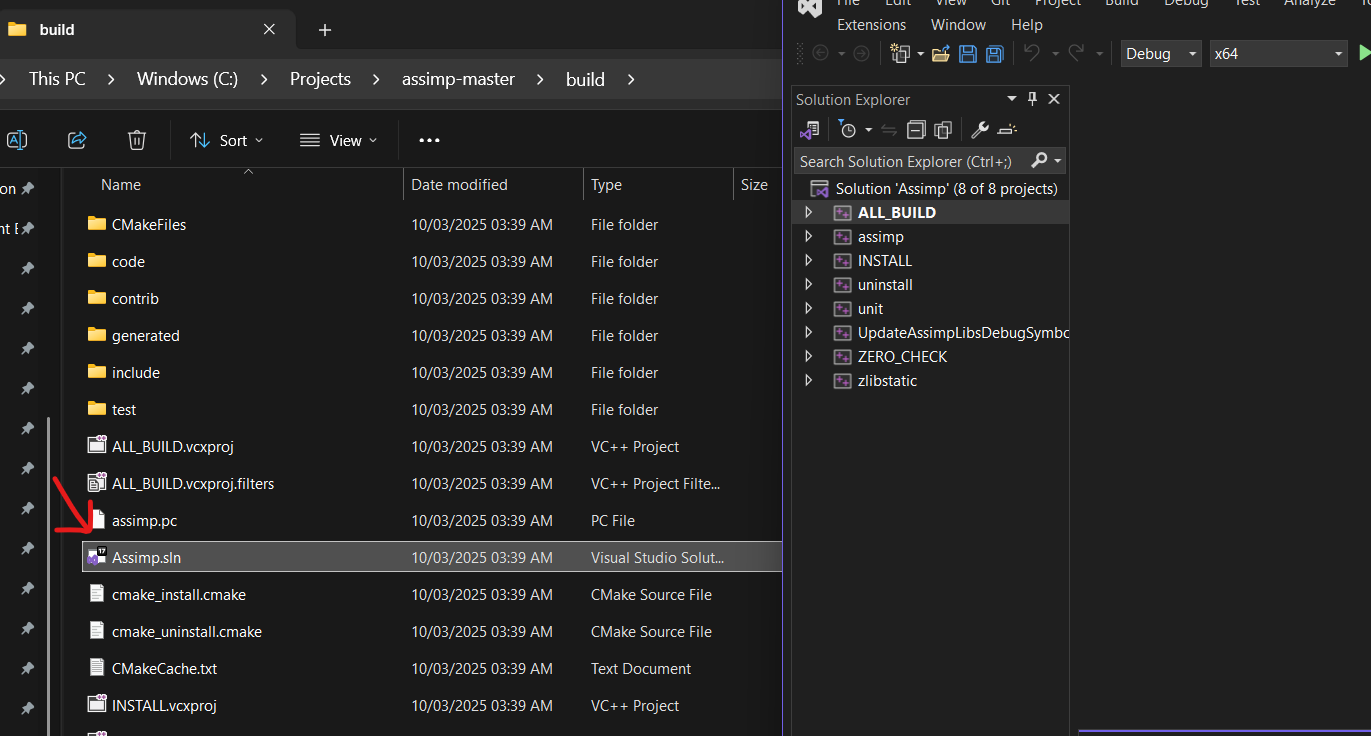 build
This PC > Windows (C:) > Projects > assimp-master > build >
Sort
View
Name Date modified Type Size
CMakeFiles 10/03/2025 03:39 AM File folder
code 10/03/2025 03:39 AM File folder
contrib 10/03/2025 03:39 AM File folder
generated 10/03/2025 03:39 AM File folder
include 10/03/2025 03:39 AM File folder
test 10/03/2025 03:39 AM File folder
ALL_BUILD.vcxproj 10/03/2025 03:39 AM VC++ Project
ALL_BUILD.vcxproj.filters 10/03/2025 03:39 AM VC++ Project Filte...
assimp.pc 10/03/2025 03:39 AM PC File
Assimp.sln 10/03/2025 03:39 AM Visual Studio Solut...
cmake_install.cmake 10/03/2025 03:39 AM CMake Source File
cmake_uninstall.cmake 10/03/2025 03:39 AM CMake Source File
CMakeCache.txt 10/03/2025 03:39 AM Text Document
INSTALL.vcxproj 10/03/2025 03:39 AM VC++ Project
File Edit View Git Project Build Debug Test Analyze
Extensions Window Help
Debug x64
Solution Explorer
Search Solution Explorer (Ctrl+;)
Solution 'Assimp' (8 of 8 projects)
ALL_BUILD
assimp
INSTALL
uninstall
unit
UpdateAssimpLibsDebugSymbo
ZERO_CHECK
zlibstatic